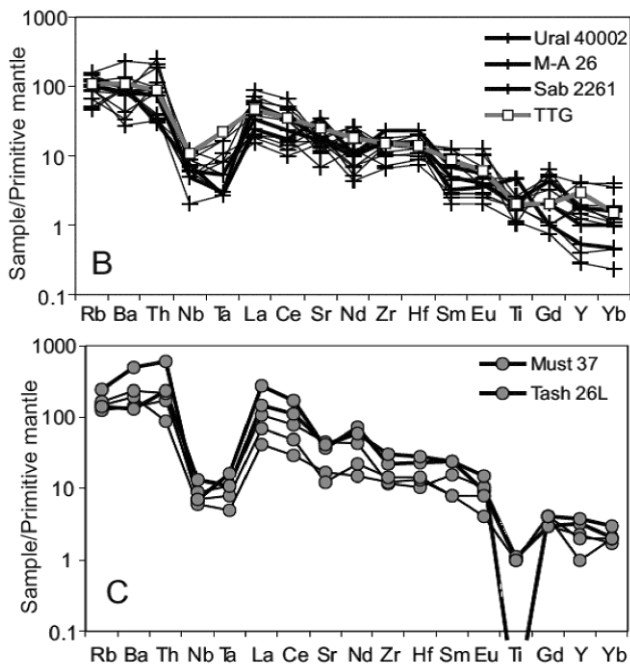 1000
100
10
1
0.1
Sample/Primitive mantle
B
Ural 40002
M-A 26
Sab 2261
TTG
Rb Ba Th Nb Ta La Ce Sr Nd Zr Hf Sm Eu Ti Gd Y Yb
1000
100
10
1
0.1
Sample/Primitive mantle
C
Must 37
Tash 26L
Rb Ba Th Nb Ta La Ce Sr Nd Zr Hf Sm Eu Ti Gd Y Yb